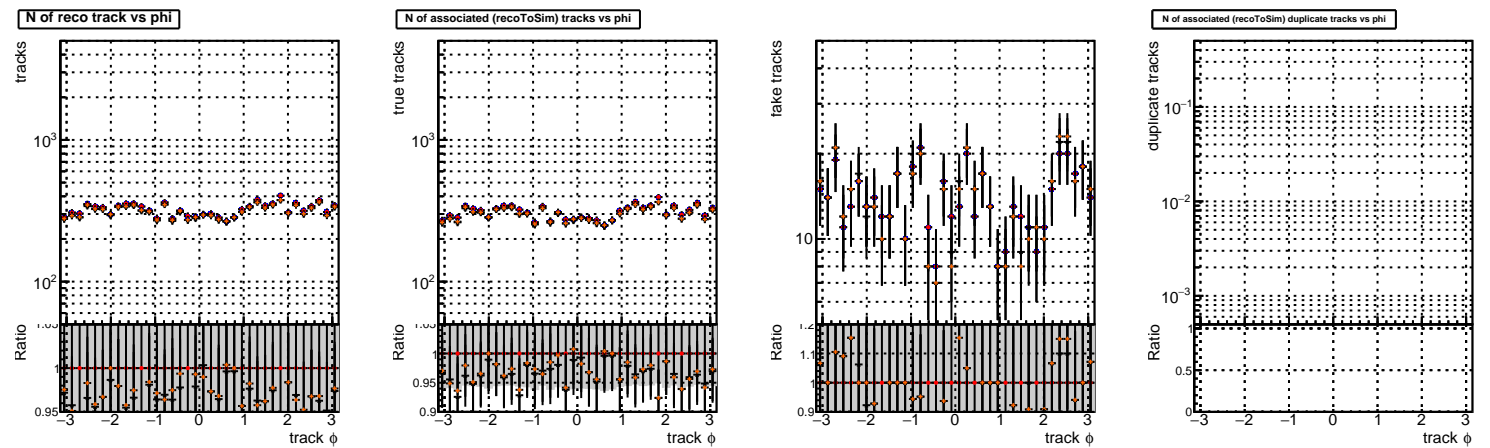 N of reco track vs phi
tracks
10³
10²
Ratio
1.05
1
0.95
−3 −2 −1 0 1 2 3
track ϕ
N of associated (recoToSim) tracks vs phi
true tracks
10³
10²
Ratio
1.05
1
0.95
0.9
−3 −2 −1 0 1 2 3
track ϕ
fake tracks
10
Ratio
1.2
1.1
1
0.9
−3 −2 −1 0 1 2 3
track ϕ
N of associated (recoToSim) duplicate tracks vs phi
duplicate tracks
10⁻¹
10⁻²
10⁻³
Ratio
1
0.5
0
−3 −2 −1 0 1 2 3
track ϕ